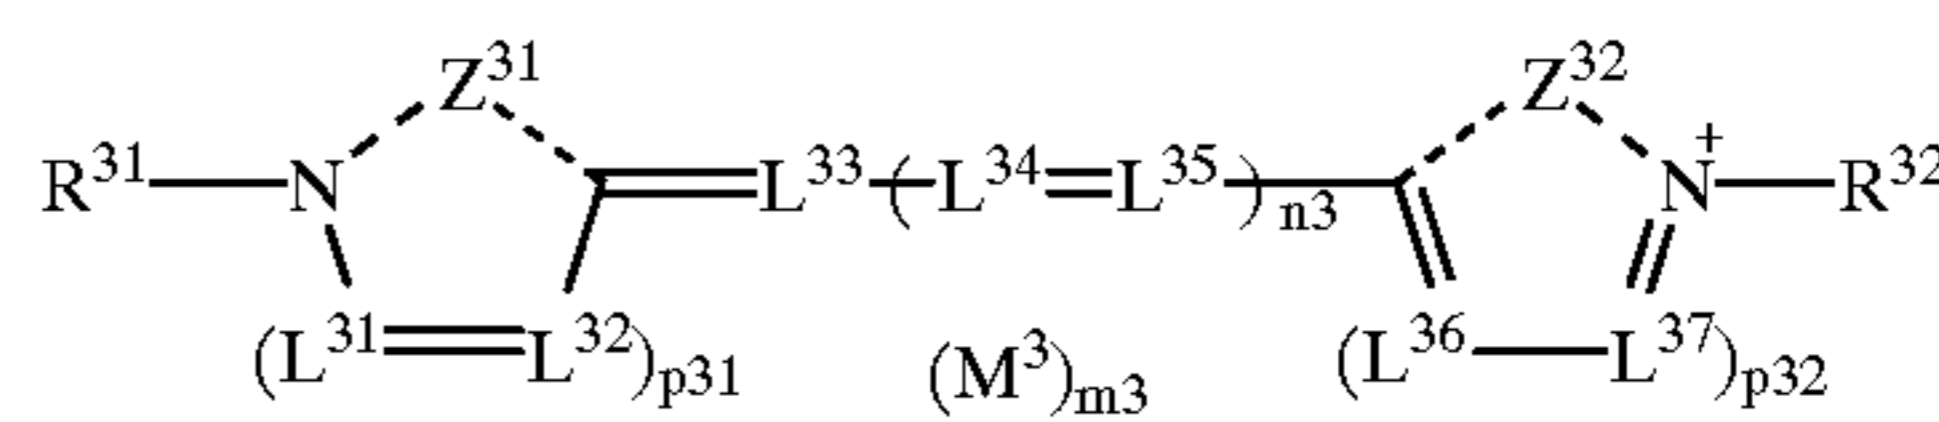 Z³¹ Z³²
R³¹—N =L³³—(L³⁴=L³⁵)n3 N⁺—R³²
(L³¹=L³²)p31 (M³)m3 (L³⁶—L³⁷)p32